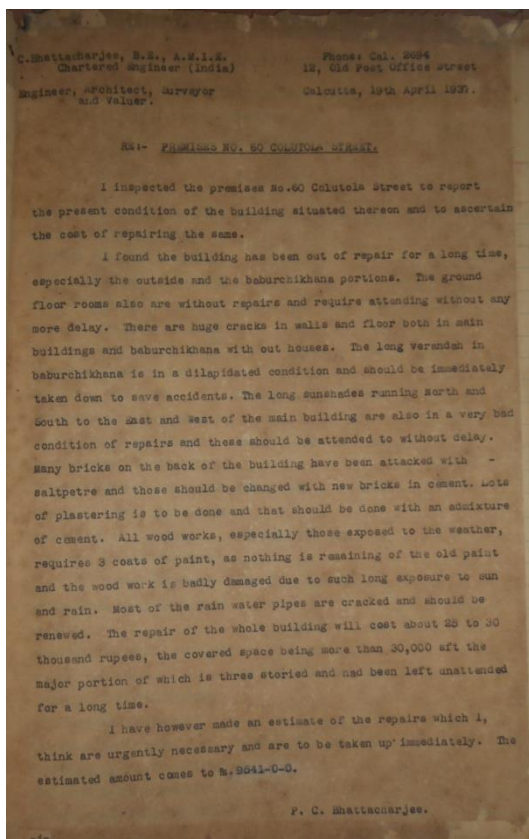 C.Bhattacharjee, B.E., A.M.I.E.
Chartered Engineer (India)
Phone: Cal. 2694
12, Old Post Office Street
Engineer, Architect, Surveyor
and Valuer.
Calcutta, 19th April 1937.
RE:- PREMISES NO. 60 COLUTOLA STREET.
I inspected the premises No.60 Colutola Street to report
the present condition of the building situated thereon and to ascertain
the cost of repairing the same.
I found the building has been out of repair for a long time,
especially the outside and the baburchikhana portions. The ground
floor rooms also are without repairs and require attending without any
more delay. There are huge cracks in walls and floor both in main
buildings and baburchikhana with out houses. The long verandah in
baburchikhana is in a dilapidated condition and should be immediately
taken down to save accidents. The long sunshades running North and
South to the East and West of the main building are also in a very bad
condition of repairs and these should be attended to without delay.
Many bricks on the back of the building have been attacked with -
saltpetre and those should be changed with new bricks in cement. Lots
of plastering is to be done and that should be done with an admixture
of cement. All wood works, especially those exposed to the weather,
requires 3 coats of paint, as nothing is remaining of the old paint
and the wood work is badly damaged due to such long exposure to sun
and rain. Most of the rain water pipes are cracked and should be
renewed. The repair of the whole building will cost about 25 to 30
thousand rupees, the covered space being more than 30,000 sft the
major portion of which is three storied and had been left unattended
for a long time.
I have however made an estimate of the repairs which I,
think are urgently necessary and are to be taken up immediately. The
estimated amount comes to Rs.9641-0-0.
P. C. Bhattacharjee.